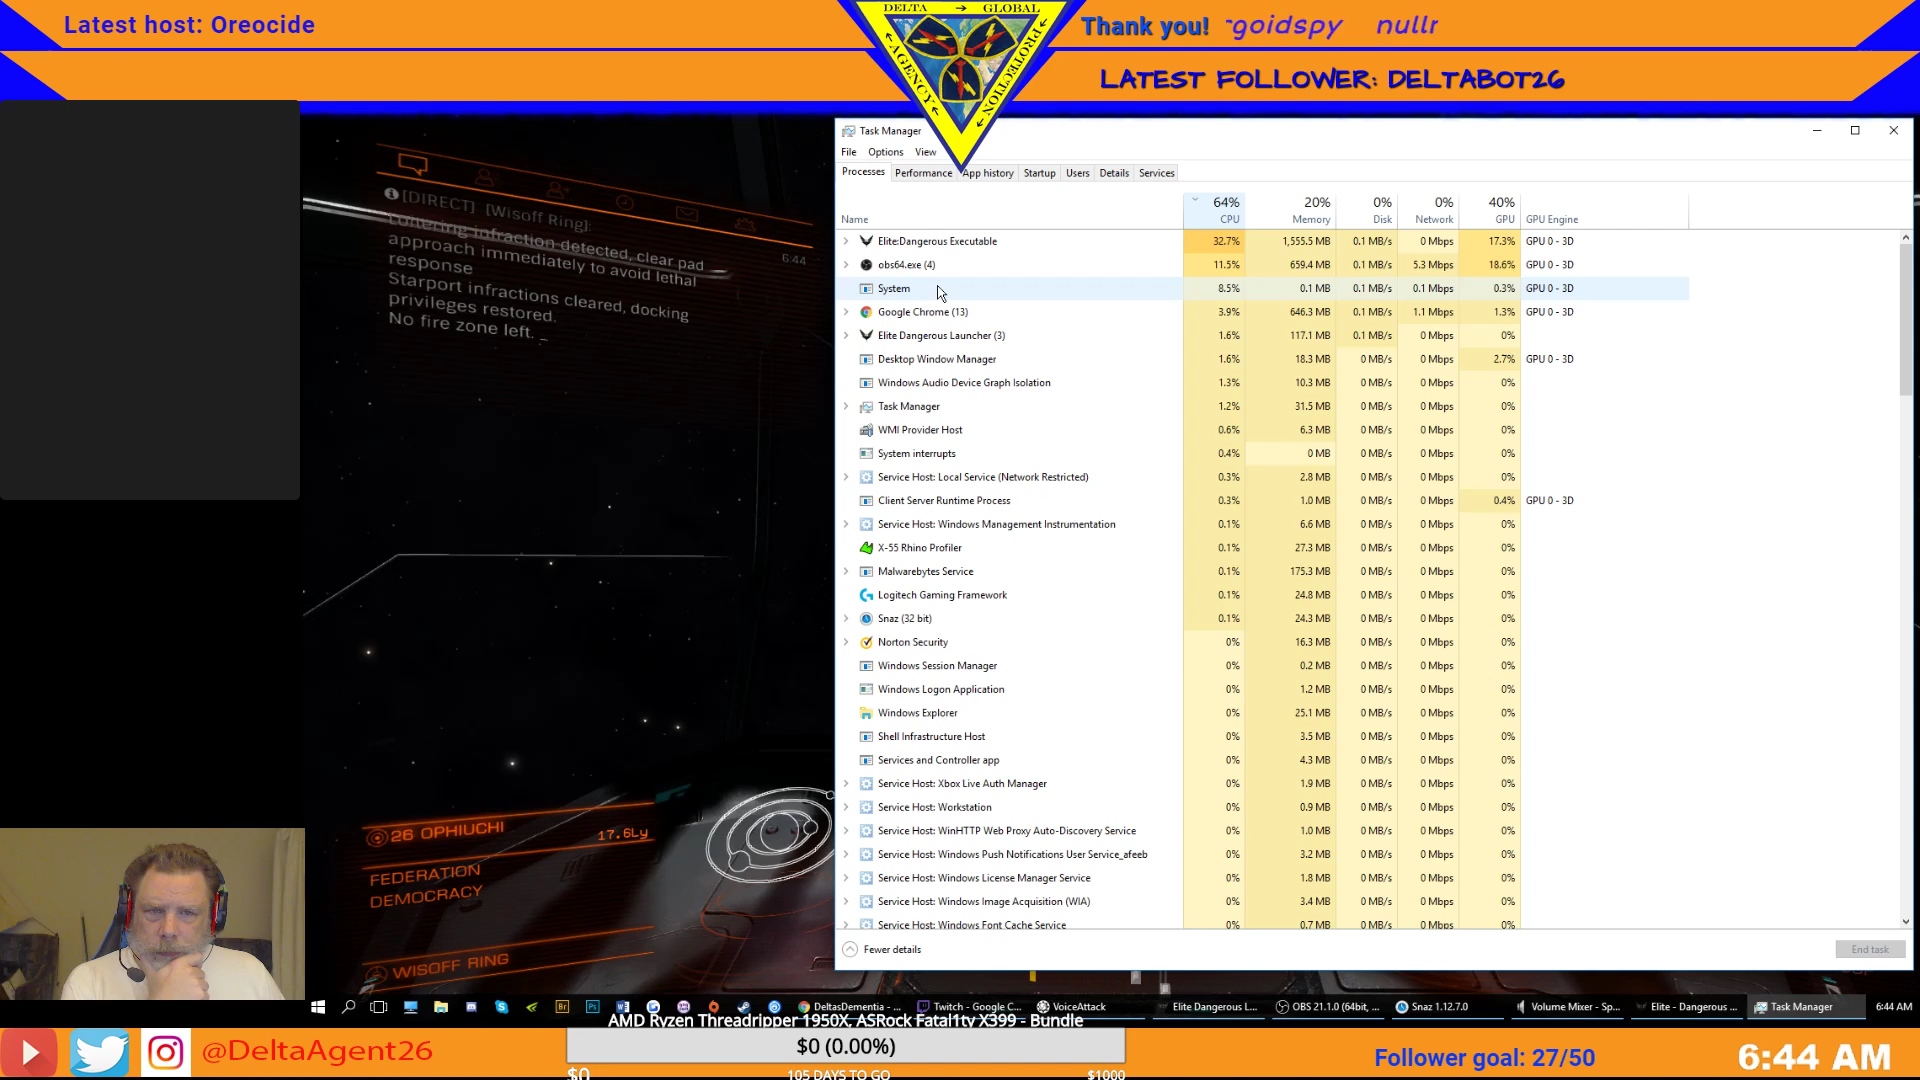 Latest host: Oreocide
DELTA → GLOBAL
AGENCY
PROTECTION
Thank you! goidspy nullr
LATEST FOLLOWER: DELTABOT26
[DIRECT] [Wisoff Ring]:
Loitering infraction detected, clear pad
approach immediately to avoid lethal
response
6:44
Starport infractions cleared, docking
privileges restored.
No fire zone left. _
26 OPHIUCHI 17.6Ly
FEDERATION
DEMOCRACY
WISOFF RING
Task Manager
File Options View
Processes Performance App history Startup Users Details Services
64% 20% 0% 0% 40%
Name CPU Memory Disk Network GPU GPU Engine
Elite:Dangerous Executable 32.7% 1,555.5 MB 0.1 MB/s 0 Mbps 17.3% GPU 0 - 3D
obs64.exe (4) 11.5% 659.4 MB 0.1 MB/s 5.3 Mbps 18.6% GPU 0 - 3D
System 8.5% 0.1 MB 0.1 MB/s 0.1 Mbps 0.3% GPU 0 - 3D
Google Chrome (13) 3.9% 646.3 MB 0.1 MB/s 1.1 Mbps 1.3% GPU 0 - 3D
Elite Dangerous Launcher (3) 1.6% 117.1 MB 0.1 MB/s 0 Mbps 0%
Desktop Window Manager 1.6% 18.3 MB 0 MB/s 0 Mbps 2.7% GPU 0 - 3D
Windows Audio Device Graph Isolation 1.3% 10.3 MB 0 MB/s 0 Mbps 0%
Task Manager 1.2% 31.5 MB 0 MB/s 0 Mbps 0%
WMI Provider Host 0.6% 6.3 MB 0 MB/s 0 Mbps 0%
System interrupts 0.4% 0 MB 0 MB/s 0 Mbps 0%
Service Host: Local Service (Network Restricted) 0.3% 2.8 MB 0 MB/s 0 Mbps 0%
Client Server Runtime Process 0.3% 1.0 MB 0 MB/s 0 Mbps 0.4% GPU 0 - 3D
Service Host: Windows Management Instrumentation 0.1% 6.6 MB 0 MB/s 0 Mbps 0%
X-55 Rhino Profiler 0.1% 27.3 MB 0 MB/s 0 Mbps 0%
Malwarebytes Service 0.1% 175.3 MB 0 MB/s 0 Mbps 0%
Logitech Gaming Framework 0.1% 24.8 MB 0 MB/s 0 Mbps 0%
Snaz (32 bit) 0.1% 24.3 MB 0 MB/s 0 Mbps 0%
Norton Security 0% 16.3 MB 0 MB/s 0 Mbps 0%
Windows Session Manager 0% 0.2 MB 0 MB/s 0 Mbps 0%
Windows Logon Application 0% 1.2 MB 0 MB/s 0 Mbps 0%
Windows Explorer 0% 25.1 MB 0 MB/s 0 Mbps 0%
Shell Infrastructure Host 0% 3.5 MB 0 MB/s 0 Mbps 0%
Services and Controller app 0% 4.3 MB 0 MB/s 0 Mbps 0%
Service Host: Xbox Live Auth Manager 0% 1.9 MB 0 MB/s 0 Mbps 0%
Service Host: Workstation 0% 0.9 MB 0 MB/s 0 Mbps 0%
Service Host: WinHTTP Web Proxy Auto-Discovery Service 0% 1.0 MB 0 MB/s 0 Mbps 0%
Service Host: Windows Push Notifications User Service_afeeb 0% 3.2 MB 0 MB/s 0 Mbps 0%
Service Host: Windows License Manager Service 0% 1.8 MB 0 MB/s 0 Mbps 0%
Service Host: Windows Image Acquisition (WIA) 0% 3.4 MB 0 MB/s 0 Mbps 0%
Service Host: Windows Font Cache Service 0% 0.7 MB 0 MB/s 0 Mbps 0%
Fewer details End task
DeltasDementia - ... Twitch - Google C... VoiceAttack Elite Dangerous L... OBS 21.1.0 (64bit, ... Snaz 1.12.7.0 Volume Mixer - Sp... Elite - Dangerous ... Task Manager 6:44 AM
AMD Ryzen Threadripper 1950X, ASRock Fatal1ty X399 - Bundle
@DeltaAgent26
$0 (0.00%)
$0 105 DAYS TO GO $1000
Follower goal: 27/50
6:44 AM